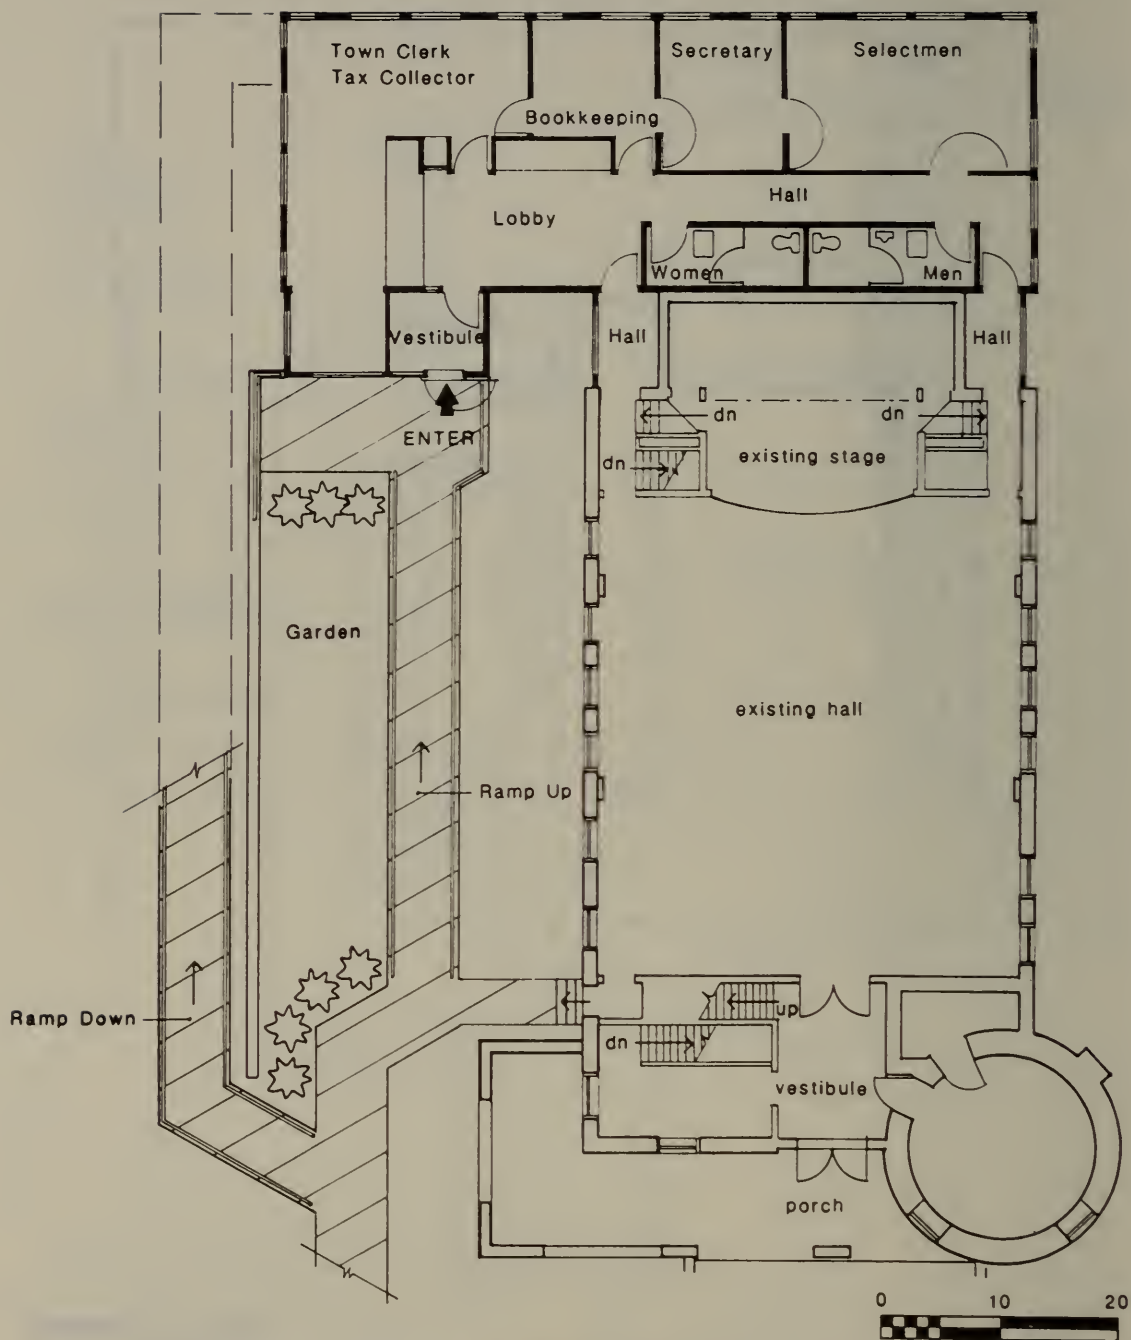 Town Clerk
Tax Collector
Secretary
Selectmen
Bookkeeping
Hall
Lobby
Women
Men
Vestibule
Hall
Hall
dn
dn
ENTER
existing stage
dn
Garden
existing hall
Ramp Up
Ramp Down
up
dn
vestibule
porch
0 10 20